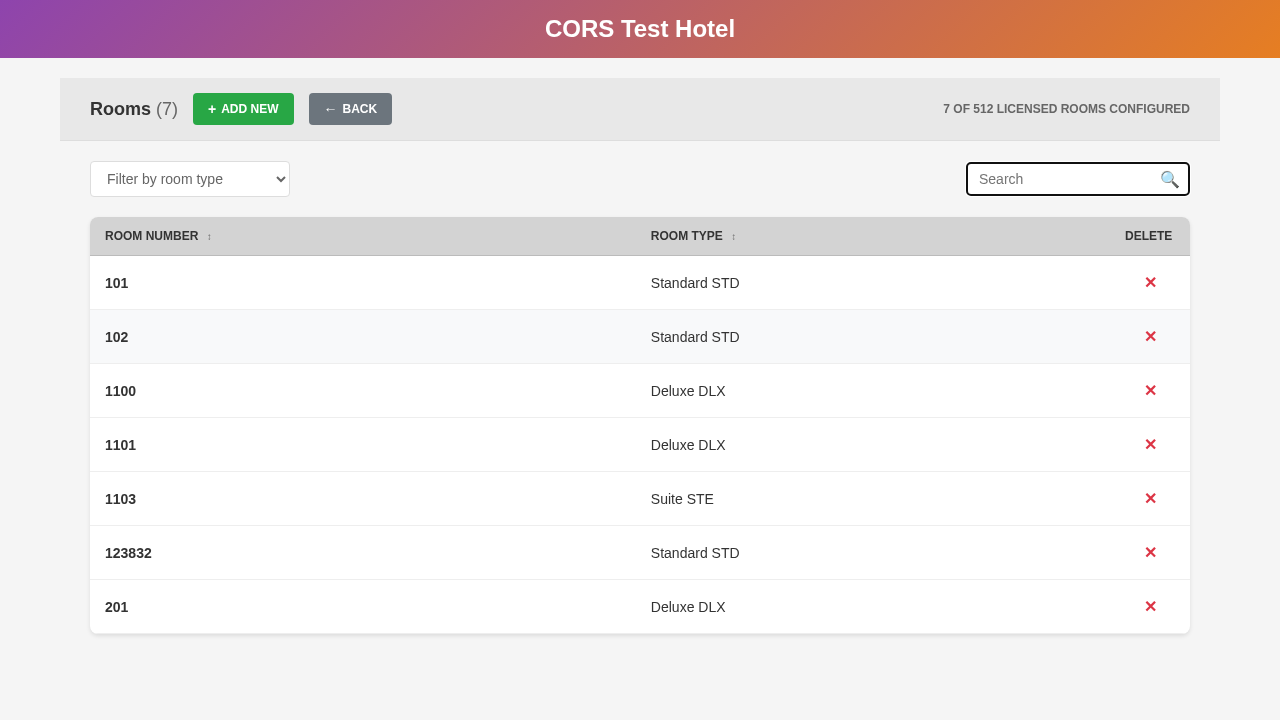 CORS Test Hotel
Rooms (7) + ADD NEW ← BACK 7 OF 512 LICENSED ROOMS CONFIGURED
Filter by room type Search
ROOM NUMBER ↕ ROOM TYPE ↕ DELETE
101 Standard STD ✕
102 Standard STD ✕
1100 Deluxe DLX ✕
1101 Deluxe DLX ✕
1103 Suite STE ✕
123832 Standard STD ✕
201 Deluxe DLX ✕